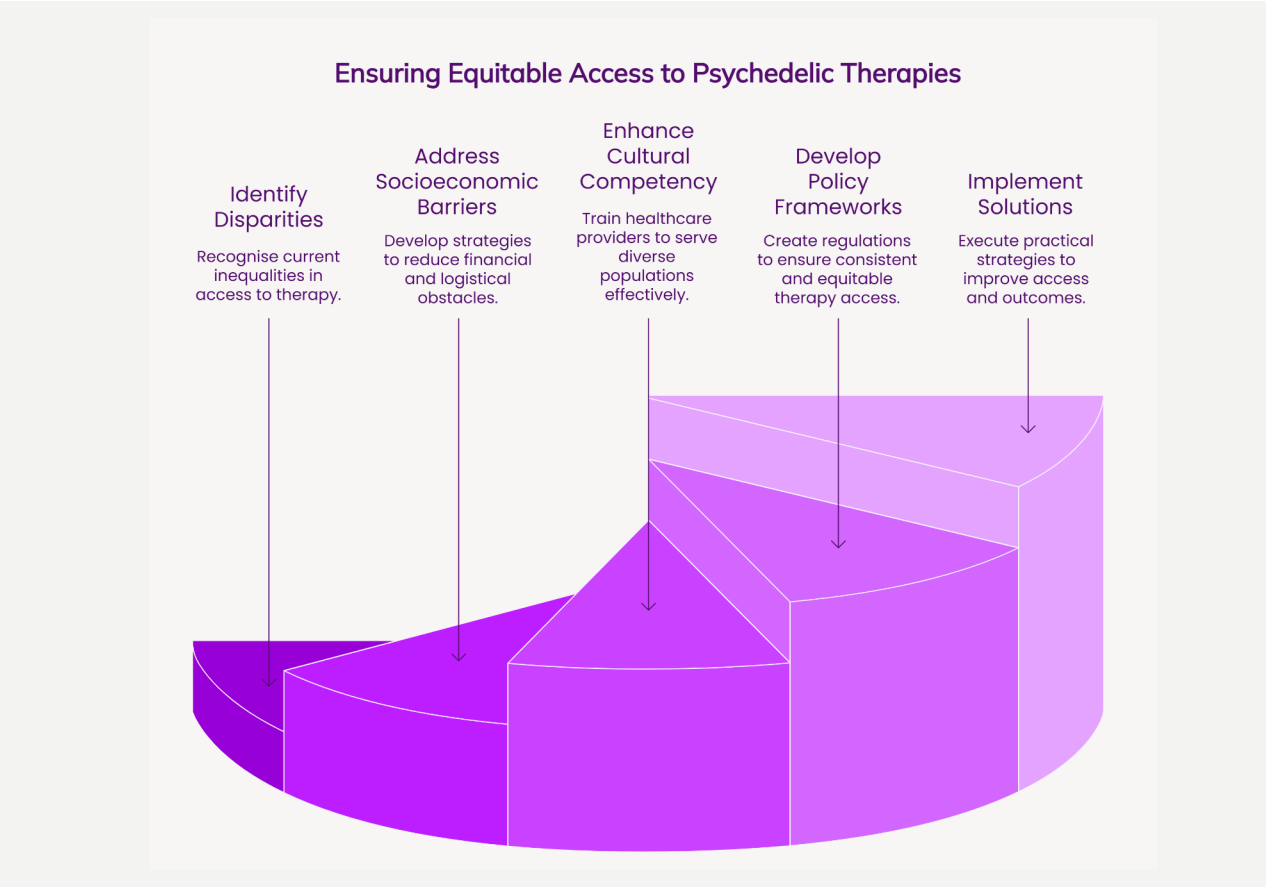 Ensuring Equitable Access to Psychedelic Therapies
Identify
Disparities
Recognise current
inequalities in
access to therapy.
Address
Socioeconomic
Barriers
Develop strategies
to reduce financial
and logistical
obstacles.
Enhance
Cultural
Competency
Train healthcare
providers to serve
diverse
populations
effectively.
Develop
Policy
Frameworks
Create regulations
to ensure consistent
and equitable
therapy access.
Implement
Solutions
Execute practical
strategies to
improve access
and outcomes.